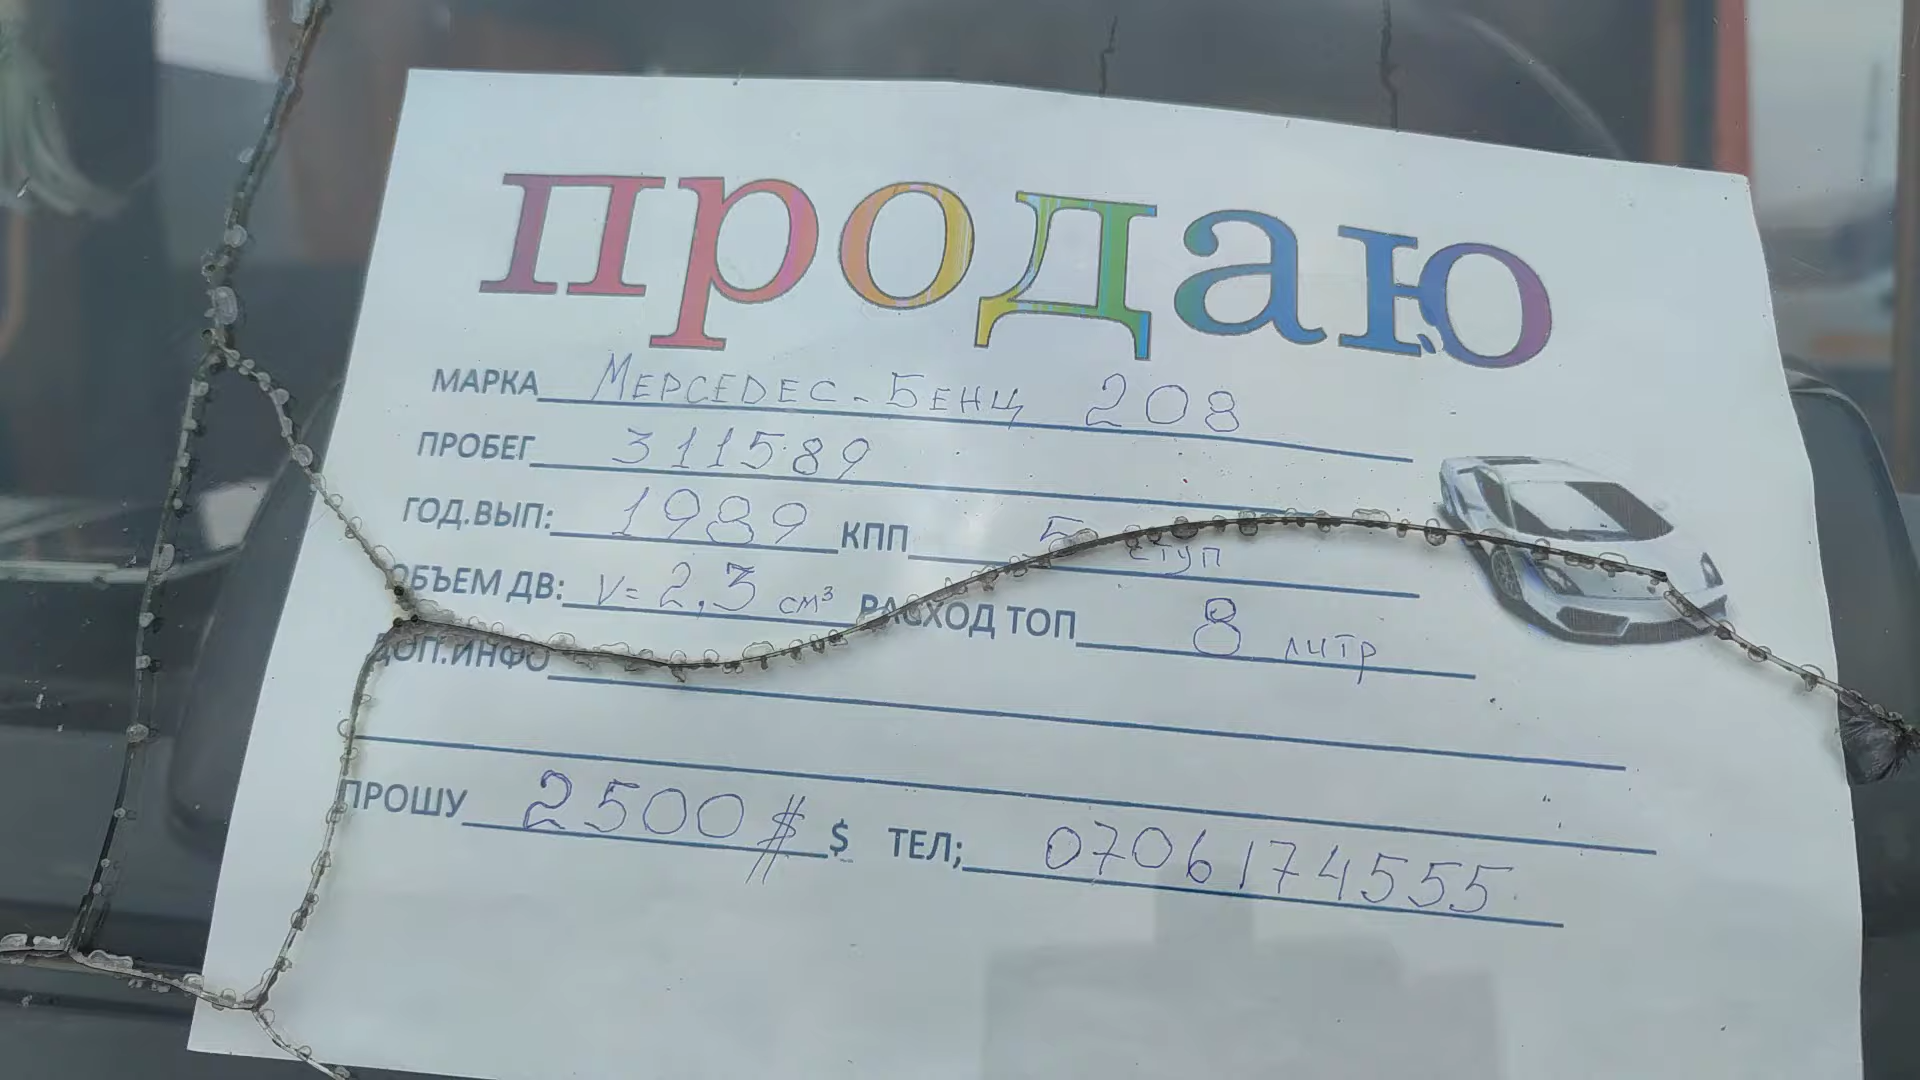 продаю
МАРКА МЕРСЕDЕС-БЕНЦ 208
ПРОБЕГ 311589
ГОД.ВЫП: 1989 КПП 5 ступ
ОБЪЕМ ДВ: V=2,3 см³ РАСХОД ТОП 8 литр
ДОП.ИНФО
ПРОШУ 2500$ $ ТЕЛ; 0706174555